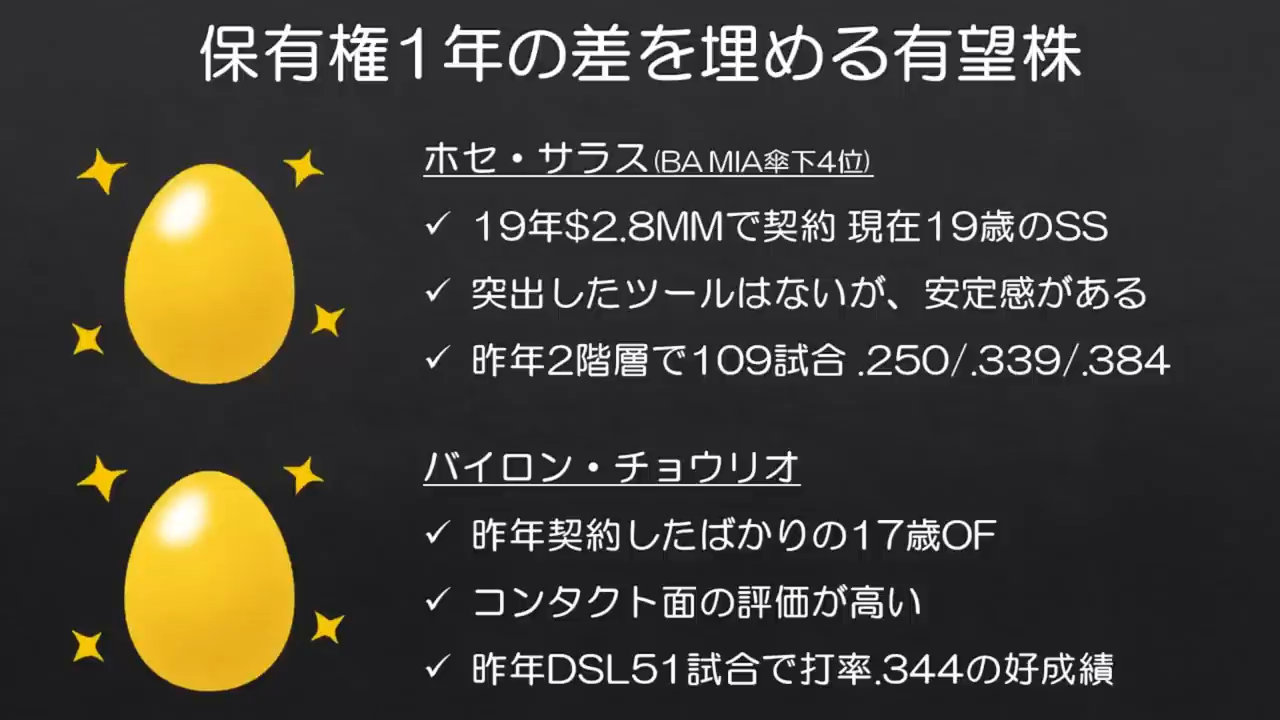 保有権1年の差を埋める有望株
ホセ・サラス(BA MIA傘下4位)
✓ 19年$2.8MMで契約 現在19歳のSS
✓ 突出したツールはないが、安定感がある
✓ 昨年2階層で109試合 .250/.339/.384
バイロン・チョウリオ
✓ 昨年契約したばかりの17歳OF
✓ コンタクト面の評価が高い
✓ 昨年DSL51試合で打率.344の好成績